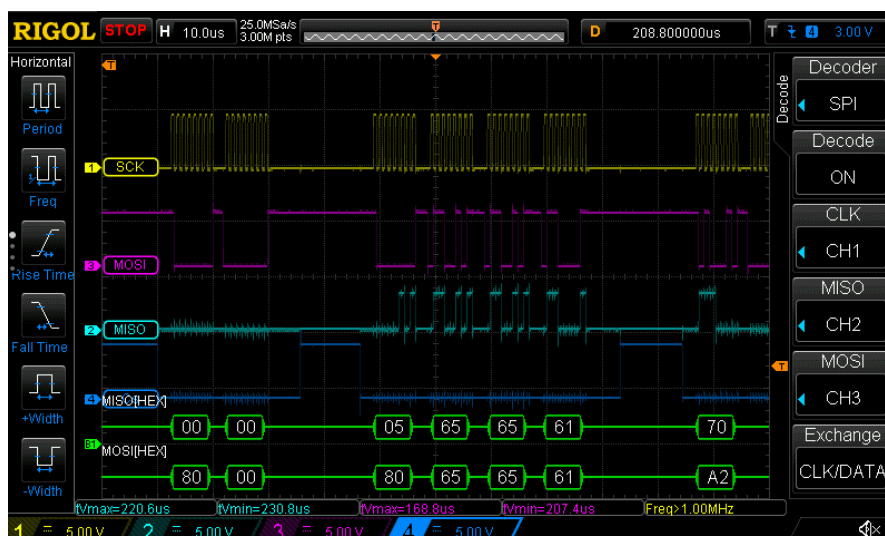 RIGOL STOP H 10.0us 25.0MSa/s 3.00M pts D 208.800000us T 4 3.00 V
Horizontal
Period
Freq
Rise Time
Fall Time
+Width
-Width
T
1 SCK
3 MOSI
2 MISO
4 MISO[HEX]
00 00 05 65 65 61 70
B1 MOSI[HEX]
80 00 80 65 65 61 A2
T
Decode
Decoder
SPI
Decode
ON
CLK
CH1
MISO
CH2
MOSI
CH3
Exchange
CLK/DATA
tVmax=220.6us tVmin=230.8us tVmax=168.8us tVmin=207.4us Freq>1.00MHz
1 = 5.00 V 2 = 5.00 V 3 = 5.00 V 4 = 5.00 V